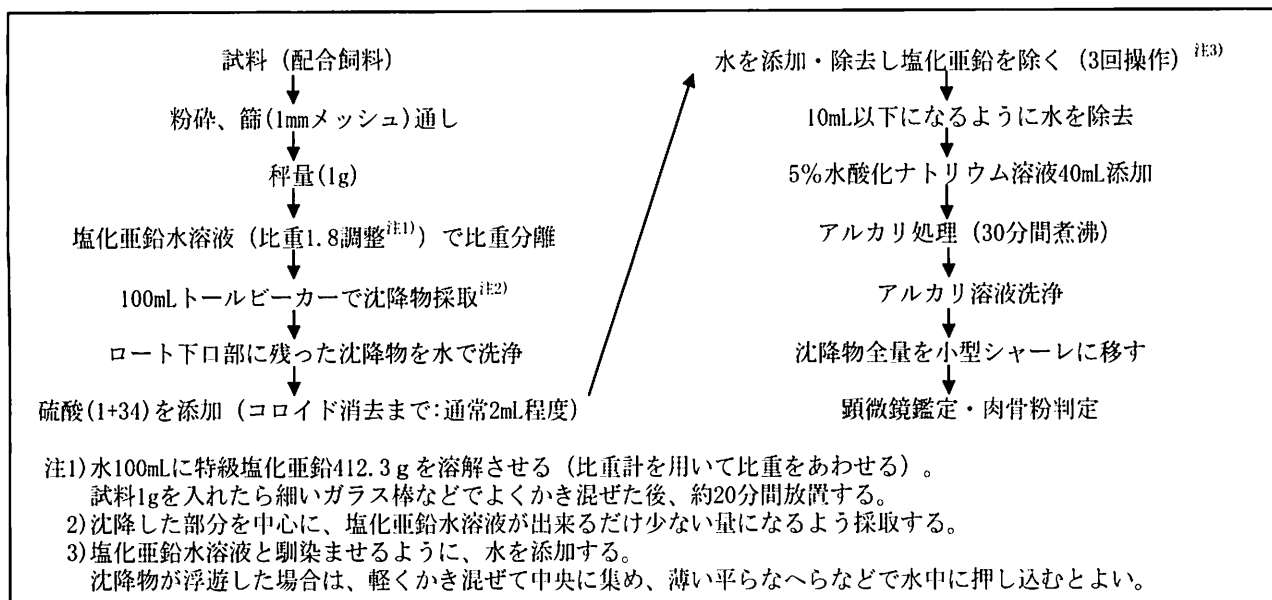 試料（配合飼料）
粉砕、篩(1mmメッシュ)通し
秤量(1g)
塩化亜鉛水溶液（比重1.8調整注1)）で比重分離
100mLトールビーカーで沈降物採取注2)
ロート下口部に残った沈降物を水で洗浄
硫酸(1+34)を添加（コロイド消去まで:通常2mL程度）
水を添加・除去し塩化亜鉛を除く（3回操作）注3)
10mL以下になるように水を除去
5%水酸化ナトリウム溶液40mL添加
アルカリ処理（30分間煮沸）
アルカリ溶液洗浄
沈降物全量を小型シャーレに移す
顕微鏡鑑定・肉骨粉判定
注1)水100mLに特級塩化亜鉛412.3gを溶解させる（比重計を用いて比重をあわせる）。
試料1gを入れたら細いガラス棒などでよくかき混ぜた後、約20分間放置する。
2)沈降した部分を中心に、塩化亜鉛水溶液が出来るだけ少ない量になるよう採取する。
3)塩化亜鉛水溶液と馴染ませるように、水を添加する。
沈降物が浮遊した場合は、軽くかき混ぜて中央に集め、薄い平らなへらなどで水中に押し込むとよい。